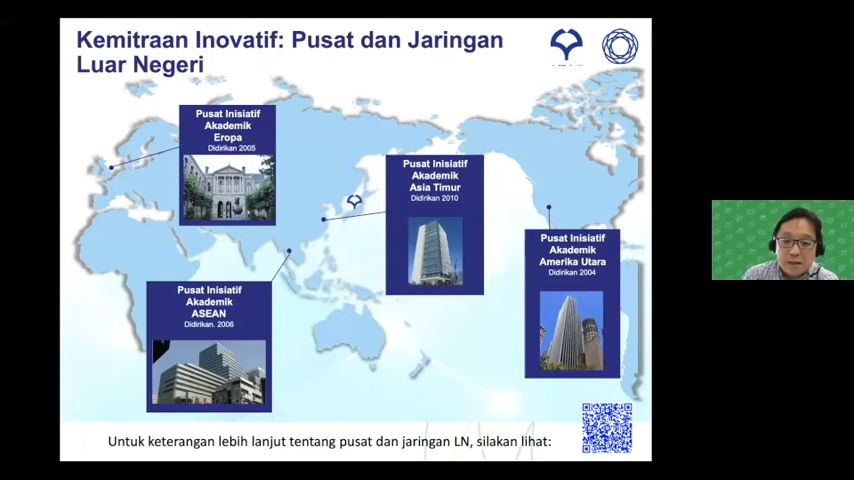 Kemitraan Inovatif: Pusat dan Jaringan
Luar Negeri
Pusat Inisiatif
Akademik
Eropa
Didirikan 2005
Pusat Inisiatif
Akademik
Asia Timur
Didirikan 2010
Pusat Inisiatif
Akademik
Amerika Utara
Didirikan 2004
Pusat Inisiatif
Akademik
ASEAN
Didirikan. 2006
Untuk keterangan lebih lanjut tentang pusat dan jaringan LN, silakan lihat: